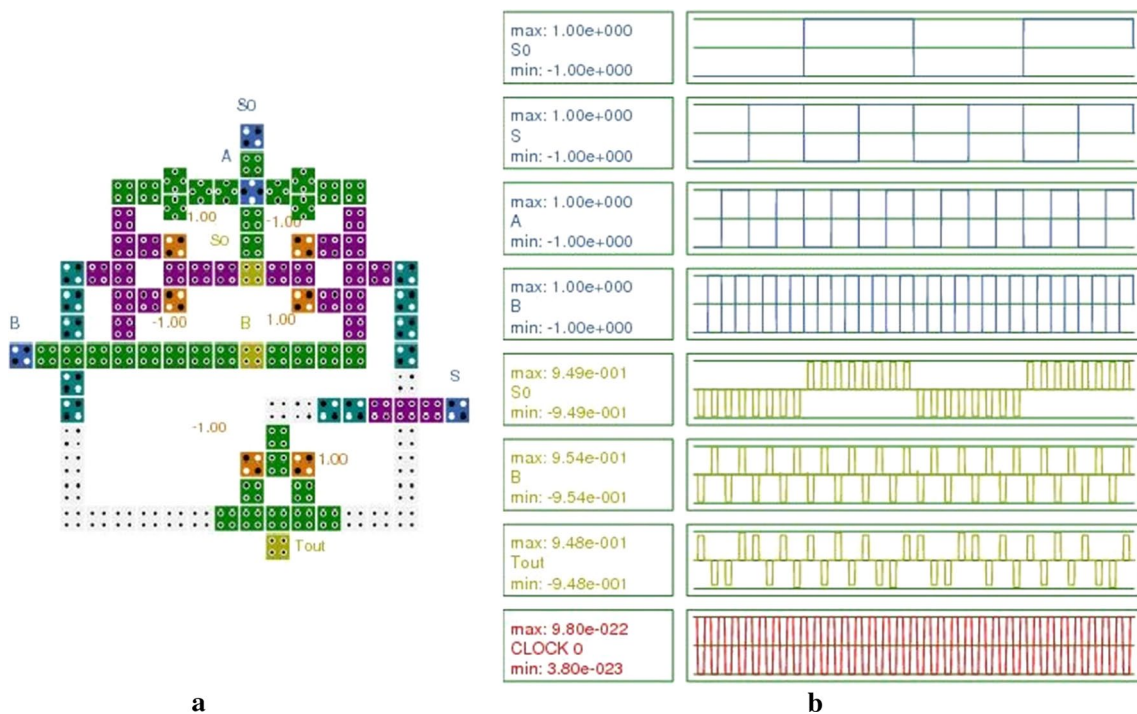 S0
A
1.00
-1.00
S0
-1.00
1.00
B
B
S
-1.00
1.00
Tout
a
max: 1.00e+000
S0
min: -1.00e+000
max: 1.00e+000
S
min: -1.00e+000
max: 1.00e+000
A
min: -1.00e+000
max: 1.00e+000
B
min: -1.00e+000
max: 9.49e-001
S0
min: -9.49e-001
max: 9.54e-001
B
min: -9.54e-001
max: 9.48e-001
Tout
min: -9.48e-001
max: 9.80e-022
CLOCK 0
min: 3.80e-023
b